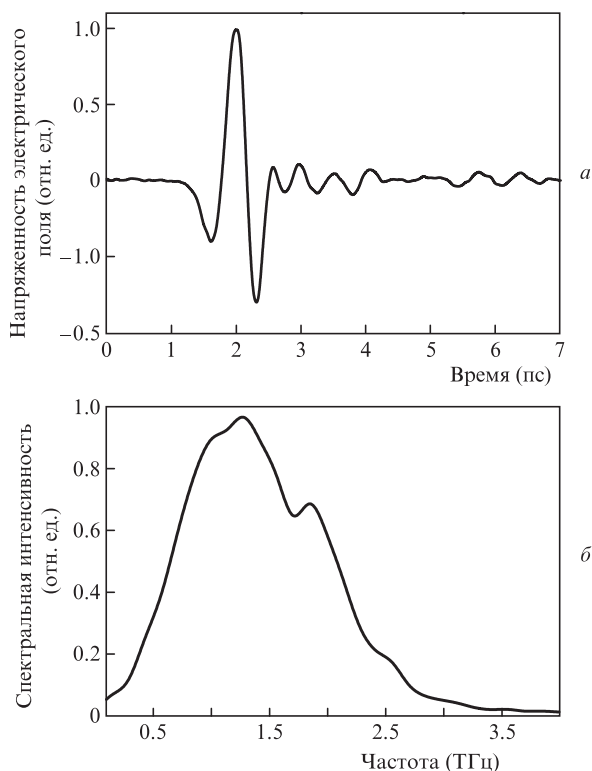 Напряженность электрического
поля (отн. ед.)
1.0
0.5
0
–1.0
–0.5
0 1 2 3 4 5 6 7
Время (пс)
а
Спектральная интенсивность
(отн. ед.)
1.0
0.8
0.6
0.4
0.2
0
0.5 1.5 2.5 3.5
Частота (ТГц)
б